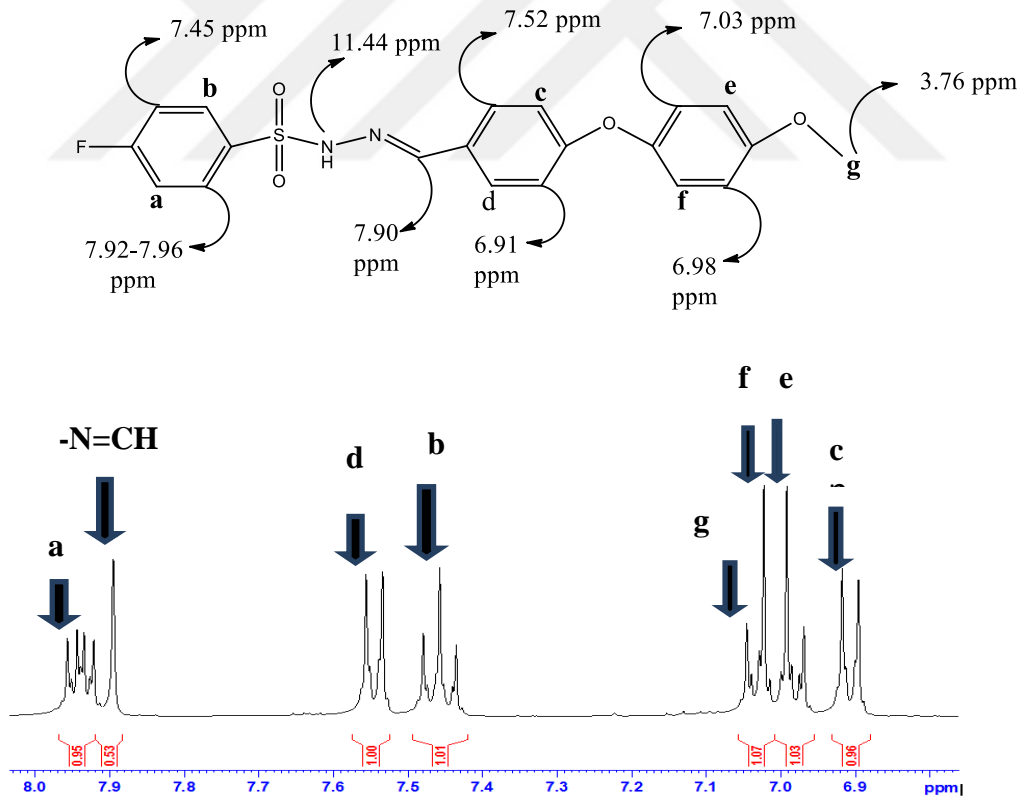 7.45 ppm
11.44 ppm
7.52 ppm
7.03 ppm
3.76 ppm
b
c
e
O
O
O
F
S
N
N
H
O
a
d
f
g
7.92-7.96
ppm
7.90
ppm
6.91
ppm
6.98
ppm
f e
-N=CH
d b c
a g
0.95 0.53 1.00 1.01 1.07 1.03 0.96
8.0 7.9 7.8 7.7 7.6 7.5 7.4 7.3 7.2 7.1 7.0 6.9 ppm